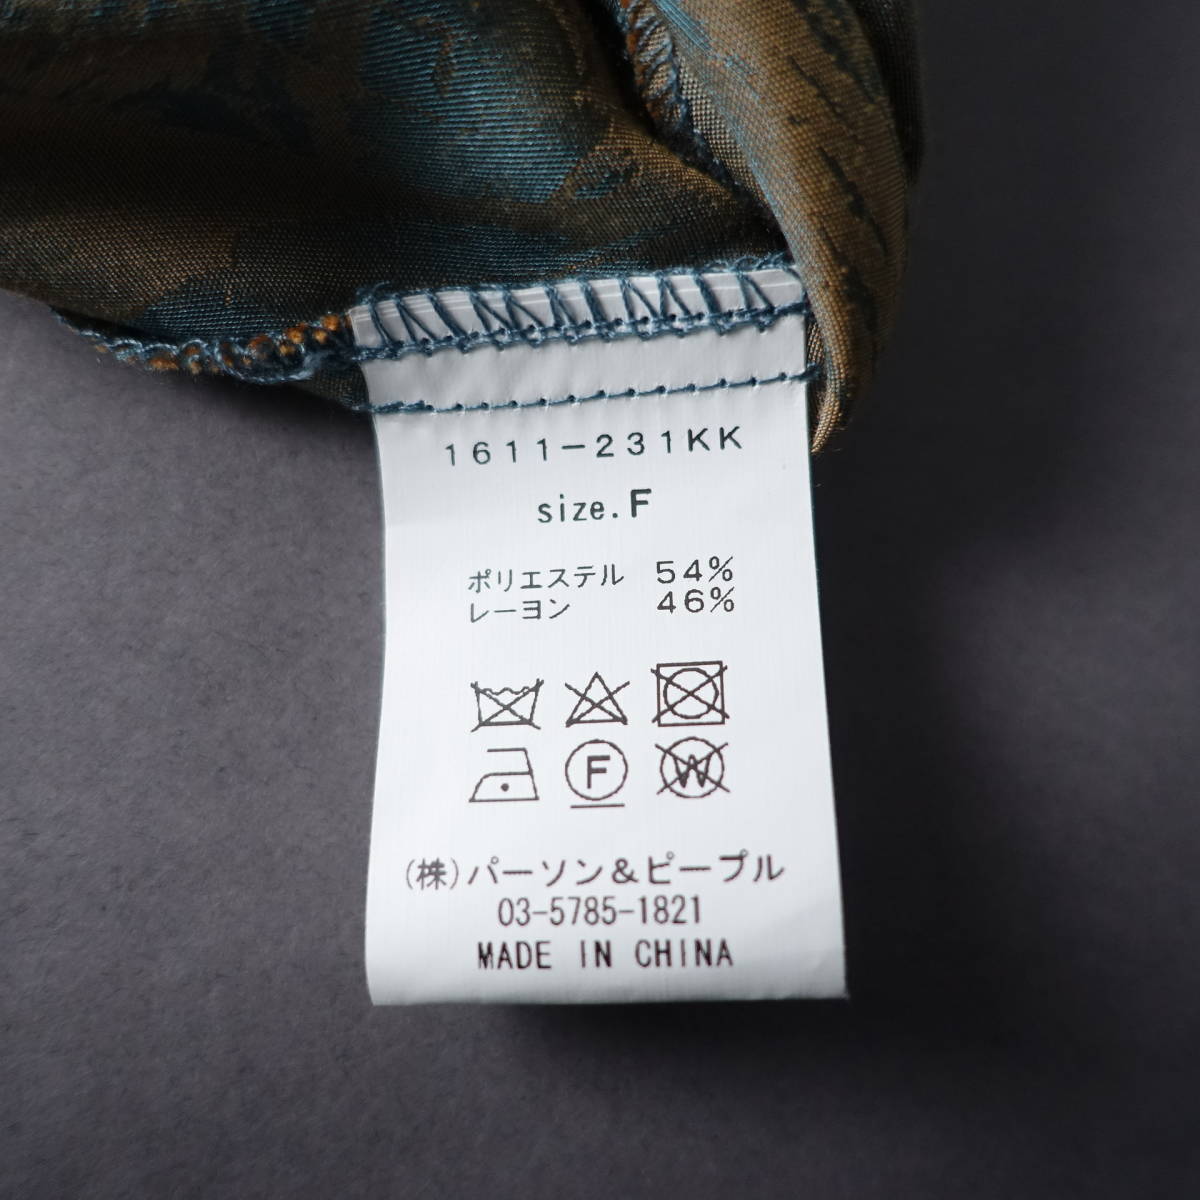 1611-231KK
size.F
ポリエステル 54%
レーヨン 46%
F W
(株)パーソン&ピープル
03-5785-1821
MADE IN CHINA